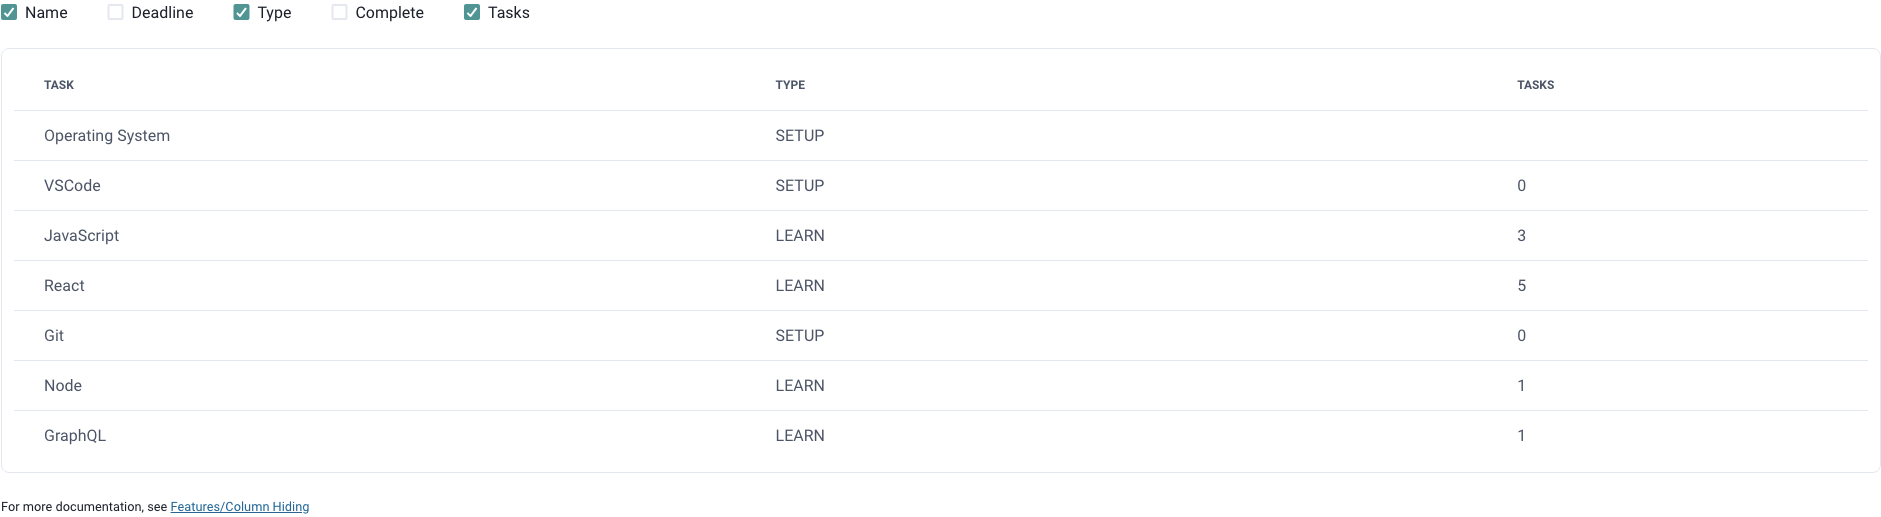 Name Deadline Type Complete Tasks
TASK TYPE TASKS
Operating System SETUP
VSCode SETUP 0
JavaScript LEARN 3
React LEARN 5
Git SETUP 0
Node LEARN 1
GraphQL LEARN 1
For more documentation, see Features/Column Hiding